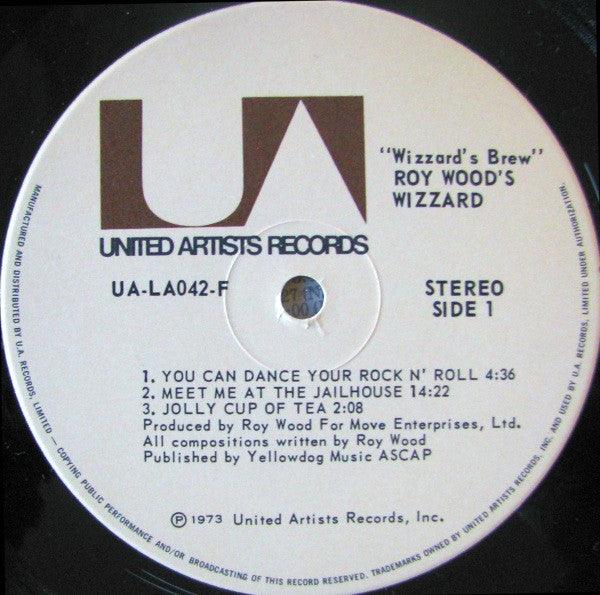 UA
"Wizzard's Brew"
ROY WOOD'S
WIZZARD
UNITED ARTISTS RECORDS
UA-LA042-F
STEREO
SIDE 1
1. YOU CAN DANCE YOUR ROCK N' ROLL 4:36
2. MEET ME AT THE JAILHOUSE 14:22
3. JOLLY CUP OF TEA 2:08
Produced by Roy Wood For Move Enterprises, Ltd.
All compositions written by Roy Wood
Published by Yellowdog Music ASCAP
℗ 1973 United Artists Records, Inc.
MANUFACTURED AND DISTRIBUTED BY U.A. RECORDS, LIMITED — COPYING PUBLIC PERFORMANCE AND/OR BROADCASTING OF THIS RECORD RESERVED. TRADEMARKS OWNED BY UNITED ARTISTS RECORDS, INC. AND USED BY U.A. RECORDS, LIMITED UNDER AUTHORIZATION.